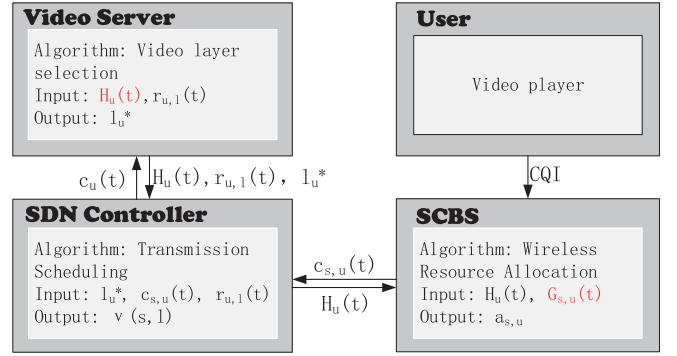 Video Server
Algorithm: Video layer
selection
Input: Hu(t),ru,l(t)
Output: lu*
User
Video player
cu(t)
Hu(t),ru,l(t), lu*
CQI
SDN Controller
Algorithm: Transmission
Scheduling
Input: lu*, cs,u(t), ru,l(t)
Output: v(s,l)
cs,u(t)
Hu(t)
SCBS
Algorithm: Wireless
Resource Allocation
Input: Hu(t), Gs,u(t)
Output: as,u